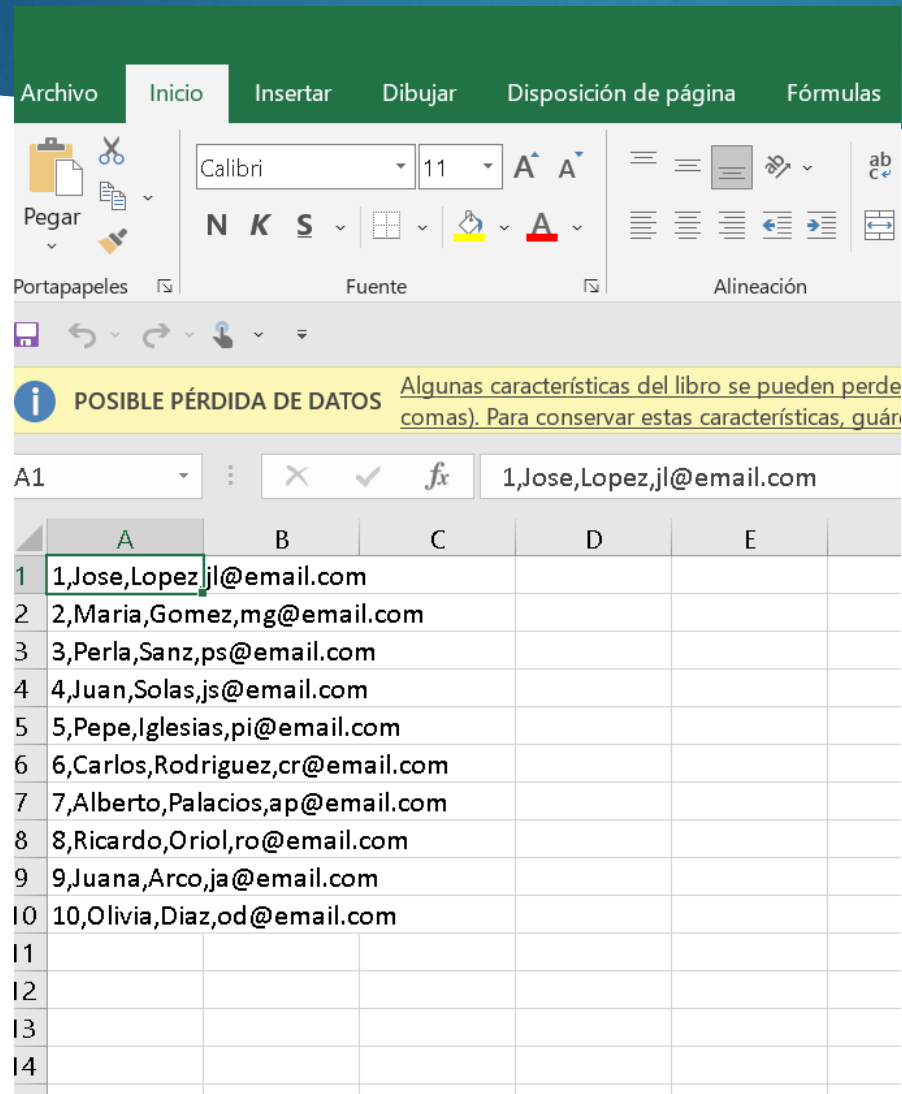 Archivo Inicio Insertar Dibujar Disposición de página Fórmulas
Calibri 11 A A ab
c
Pegar N K S A
Portapapeles Fuente Alineación
POSIBLE PÉRDIDA DE DATOS Algunas características del libro se pueden
comas). Para conservar estas características,
A1 fx 1,Jose,Lopez,jl@email.com
A B C D E
1 1,Jose,Lopez,jl@email.com
2 2,Maria,Gomez,mg@email.com
3 3,Perla,Sanz,ps@email.com
4 4,Juan,Solas,js@email.com
5 5,Pepe,Iglesias,pi@email.com
6 6,Carlos,Rodriguez,cr@email.com
7 7,Alberto,Palacios,ap@email.com
8 8,Ricardo,Oriol,ro@email.com
9 9,Juana,Arco,ja@email.com
10 10,Olivia,Diaz,od@email.com
11
12
13
14